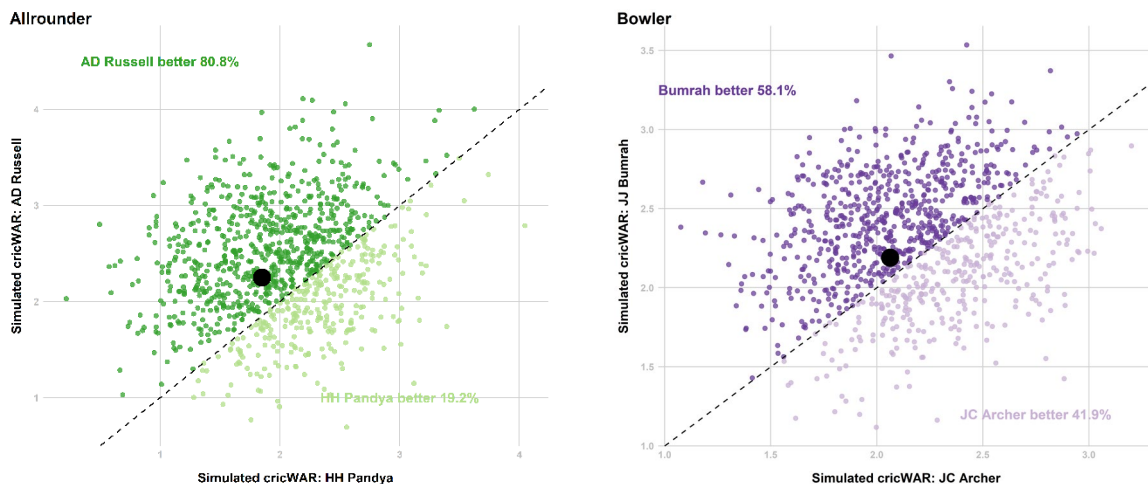 Allrounder
AD Russell better 80.8%
HH Pandya better 19.2%
Simulated cricWAR: AD Russell
4
3
2
1
1
2
3
4
Simulated cricWAR: HH Pandya
Bowler
Bumrah better 58.1%
JC Archer better 41.9%
Simulated cricWAR: JJ Bumrah
3.5
3.0
2.5
2.0
1.5
1.0
1.0
1.5
2.0
2.5
3.0
Simulated cricWAR: JC Archer